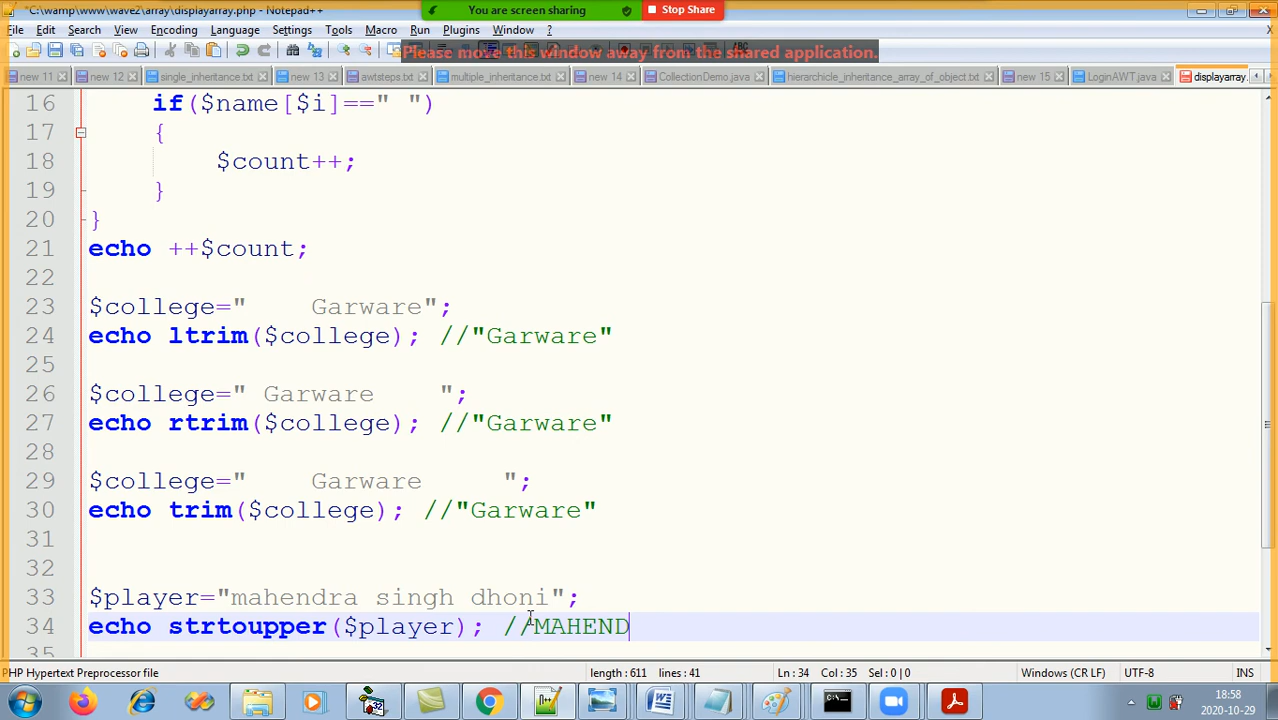 *C:\wamp\www\wave2\array\displayarray.php - Notepad++
You are screen sharing
Stop Share
File Edit Search View Encoding Language Settings Tools Macro Run Plugins Window ?
X
Please move this window away from the shared application.
new 11 new 12 single_inheritance.txt new 13 awtsteps.txt multiple_inheritance.txt new 14 CollectionDemo.java hierarchicle_inheritance_array_of_object.txt new 15 LoginAWT.java displayarray.
16 if($name[$i]==" ")
17 {
18 $count++;
19 }
20 }
21 echo ++$count;
22
23 $college="    Garware";
24 echo ltrim($college); //"Garware"
25
26 $college=" Garware    ";
27 echo rtrim($college); //"Garware"
28
29 $college="    Garware     ";
30 echo trim($college); //"Garware"
31
32
33 $player="mahendra singh dhoni";
34 echo strtoupper($player); //MAHEND
35
PHP Hypertext Preprocessor file length : 611 lines : 41 Ln : 34 Col : 35 Sel : 0 | 0 Windows (CR LF) UTF-8 INS
18:58
2020-10-29